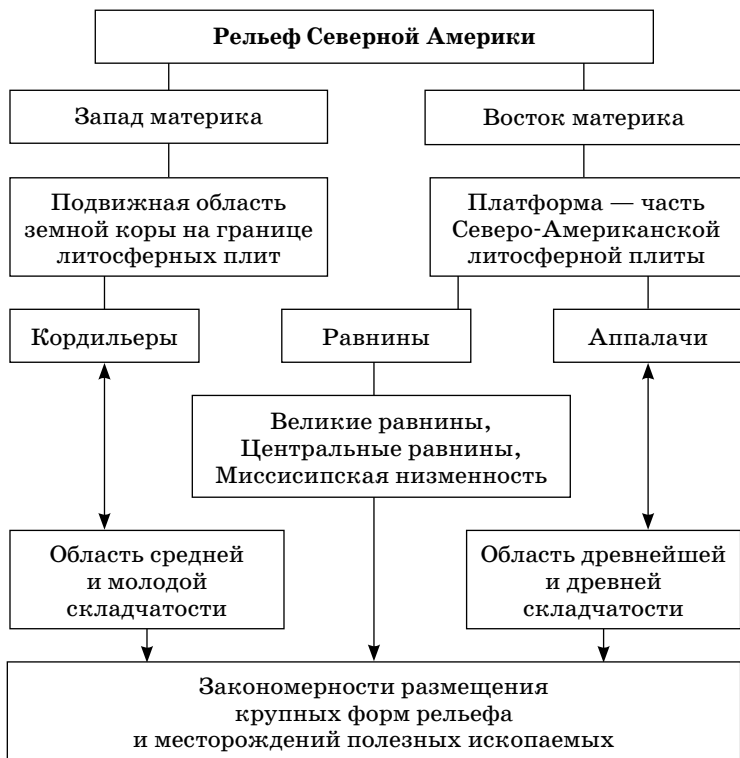 Рельеф Северной Америки
Запад материка
Восток материка
Подвижная область
земной коры на границе
литосферных плит
Платформа — часть
Северо-Американской
литосферной плиты
Кордильеры
Равнины
Аппалачи
Великие равнины,
Центральные равнины,
Миссисипская низменность
Область средней
и молодой
складчатости
Область древнейшей
и древней
складчатости
Закономерности размещения
крупных форм рельефа
и месторождений полезных ископаемых